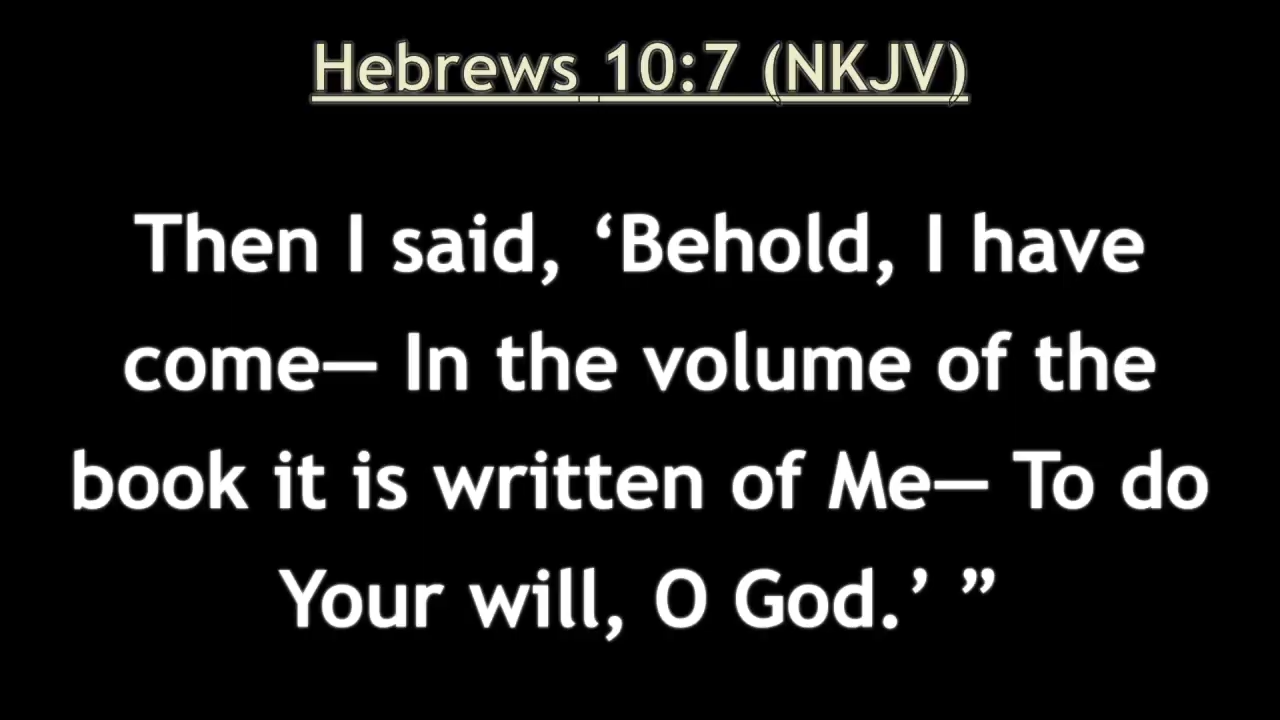 Hebrews 10:7 (NKJV)
Then I said, ‘Behold, I have
come— In the volume of the
book it is written of Me— To do
Your will, O God.’ ”